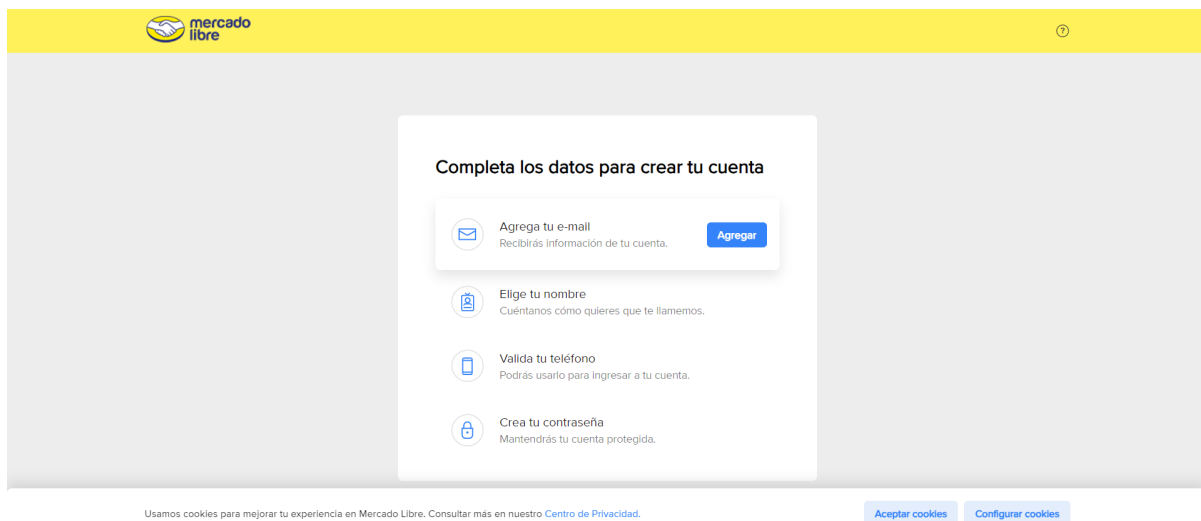 mercado
libre
?
Completa los datos para crear tu cuenta
Agrega tu e-mail
Recibirás información de tu cuenta.
Agregar
Elige tu nombre
Cuéntanos cómo quieres que te llamemos.
Valida tu teléfono
Podrás usarlo para ingresar a tu cuenta.
Crea tu contraseña
Mantendrás tu cuenta protegida.
Usamos cookies para mejorar tu experiencia en Mercado Libre. Consultar más en nuestro Centro de Privacidad.
Aceptar cookies
Configurar cookies